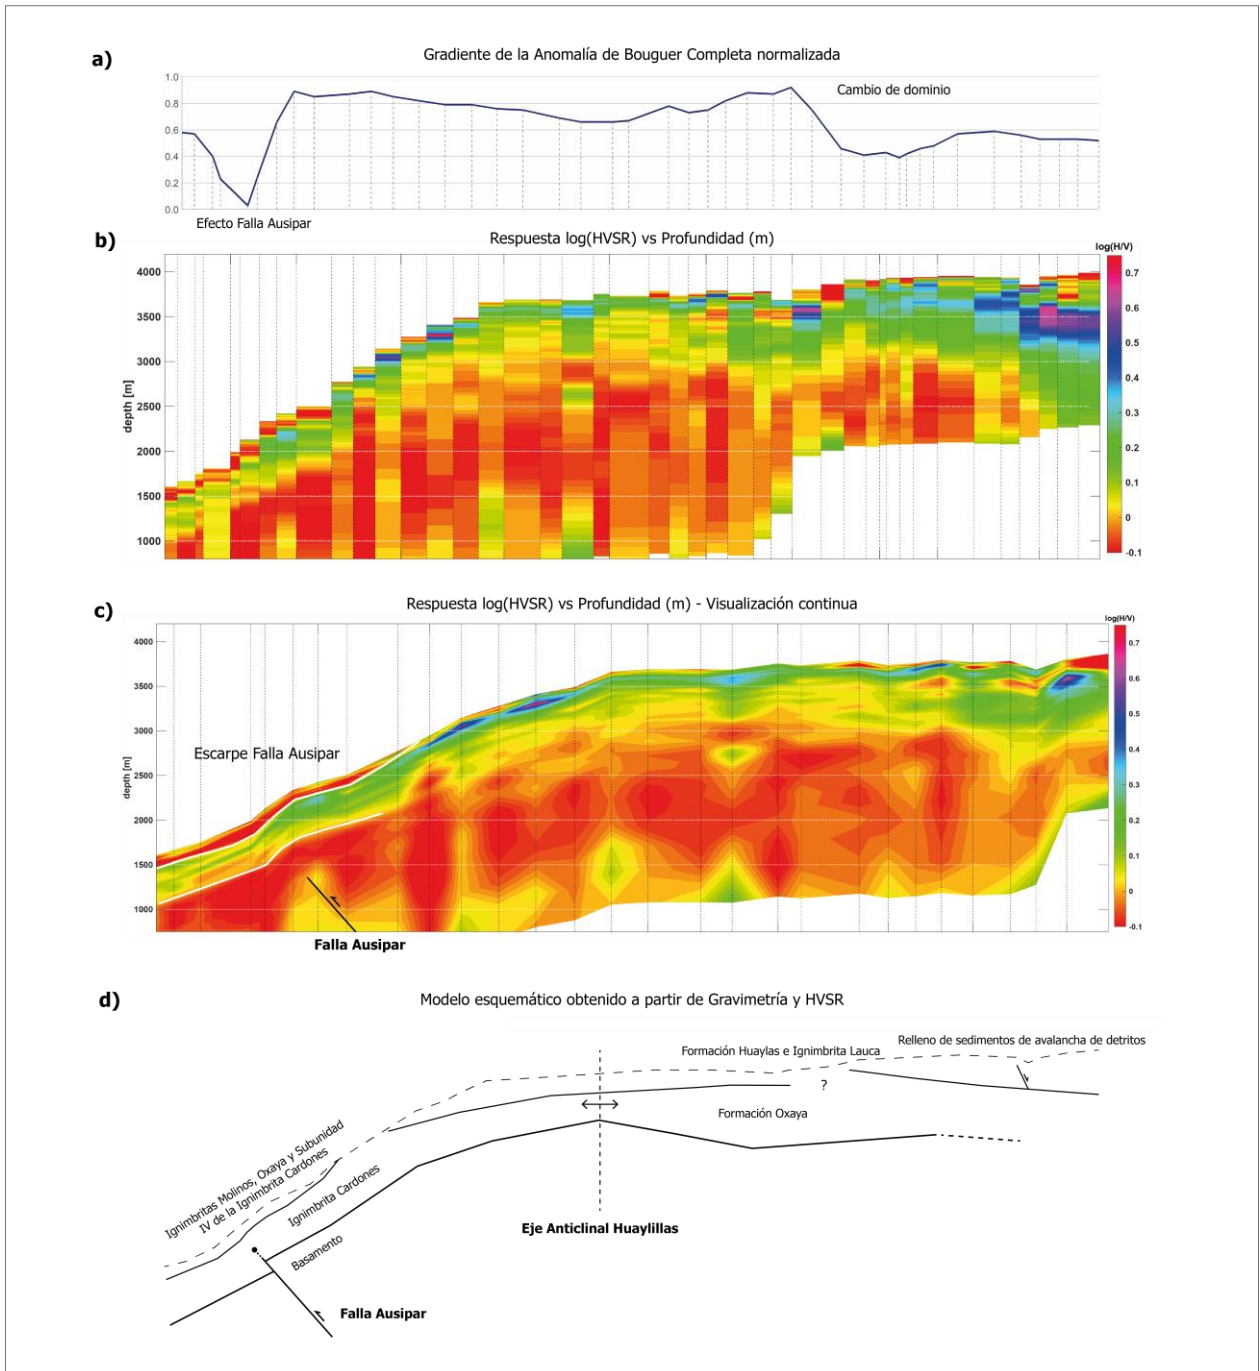 a)
Gradiente de la Anomalía de Bouguer Completa normalizada
1.0
0.8
0.6
0.4
0.2
0.0
Cambio de dominio
Efecto Falla Ausipar
b)
Respuesta log(HVSR) vs Profundidad (m)
log(H/V)
depth [m]
4000
3500
3000
2500
2000
1500
1000
0.7
0.6
0.5
0.4
0.3
0.2
0.1
0
-0.1
c)
Respuesta log(HVSR) vs Profundidad (m) - Visualización continua
log(H/V)
depth [m]
4000
3500
3000
2500
2000
1500
1000
0.7
0.6
0.5
0.4
0.3
0.2
0.1
0
-0.1
Escarpe Falla Ausipar
Falla Ausipar
d)
Modelo esquemático obtenido a partir de Gravimetría y HVSR
Relleno de sedimentos de avalancha de detritos
Formación Huaylas e Ignimbrita Lauca
?
Formación Oxaya
Ignimbritas Molinos, Oxaya y Subunidad
IV de la Ignimbrita Cardones
Ignimbrita Cardones
Basamento
Eje Anticlinal Huaylillas
Falla Ausipar